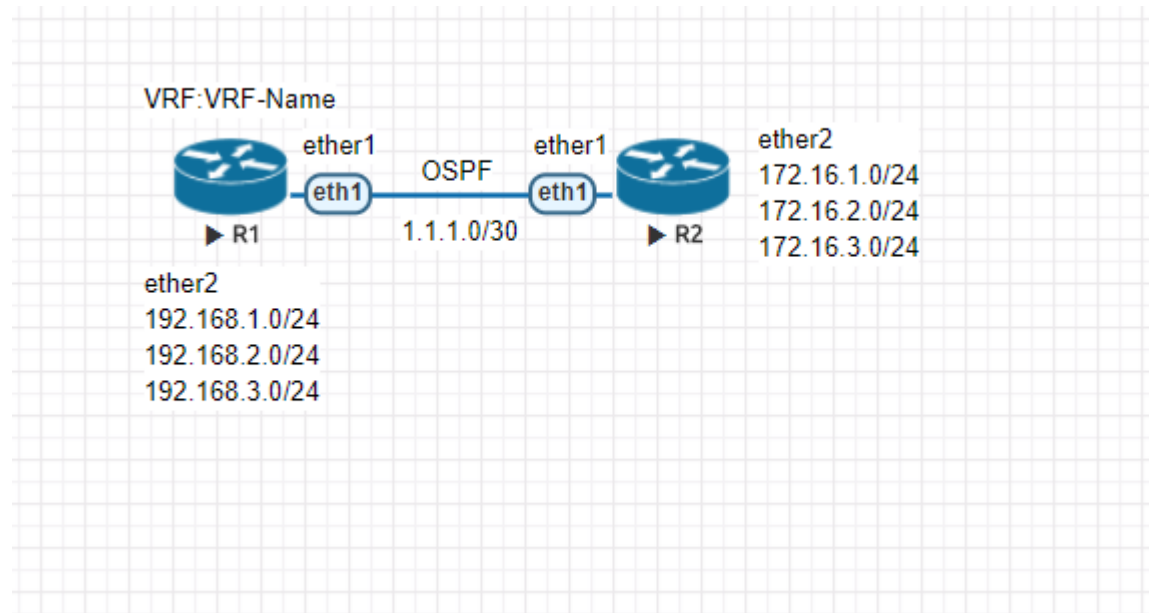 VRF:VRF-Name
ether1
ether1
OSPF
eth1
eth1
1.1.1.0/30
R1
R2
ether2
172.16.1.0/24
172.16.2.0/24
172.16.3.0/24
ether2
192.168.1.0/24
192.168.2.0/24
192.168.3.0/24